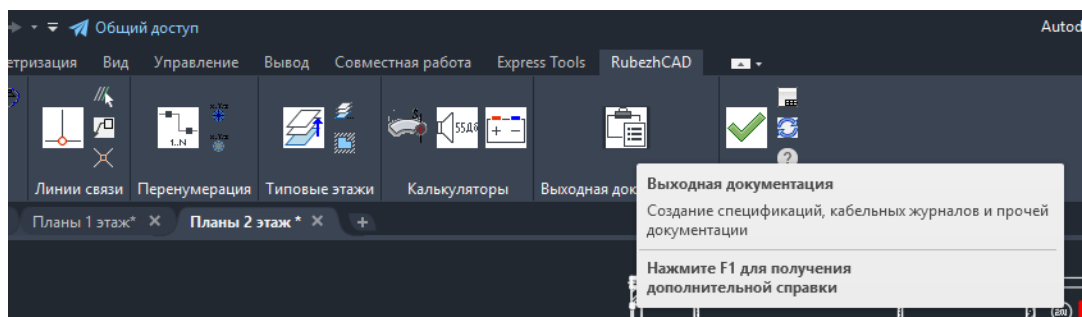 Общий доступ
Autod
етризация Вид Управление Вывод Совместная работа Express Tools RubezhCAD
1..N
55Дб
Линии связи Перенумерация Типовые этажи Калькуляторы Выходная док
Выходная документация
Создание спецификаций, кабельных журналов и прочей
документации
Нажмите F1 для получения
дополнительной справки
Планы 1 этаж*
Планы 2 этаж *